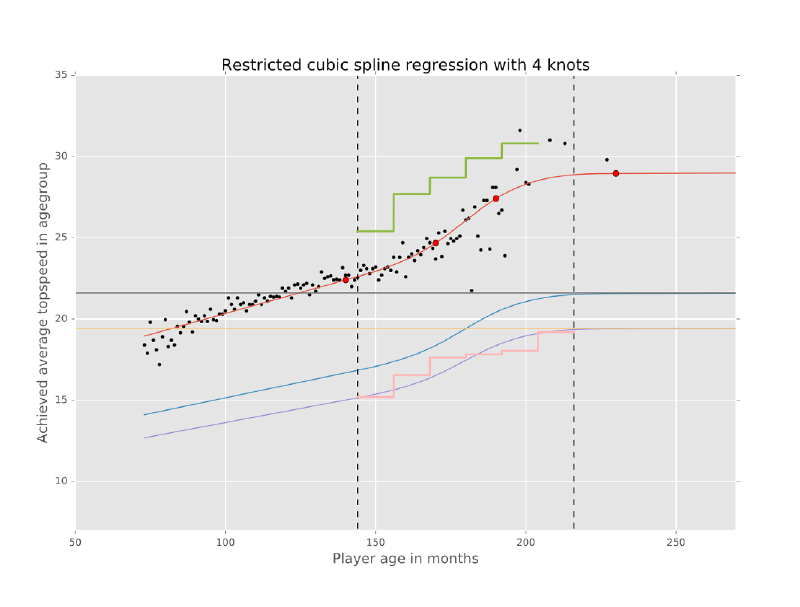 Restricted cubic spline regression with 4 knots
35
30
25
20
15
10
Achieved average topspeed in agegroup
50 100 150 200 250
Player age in months